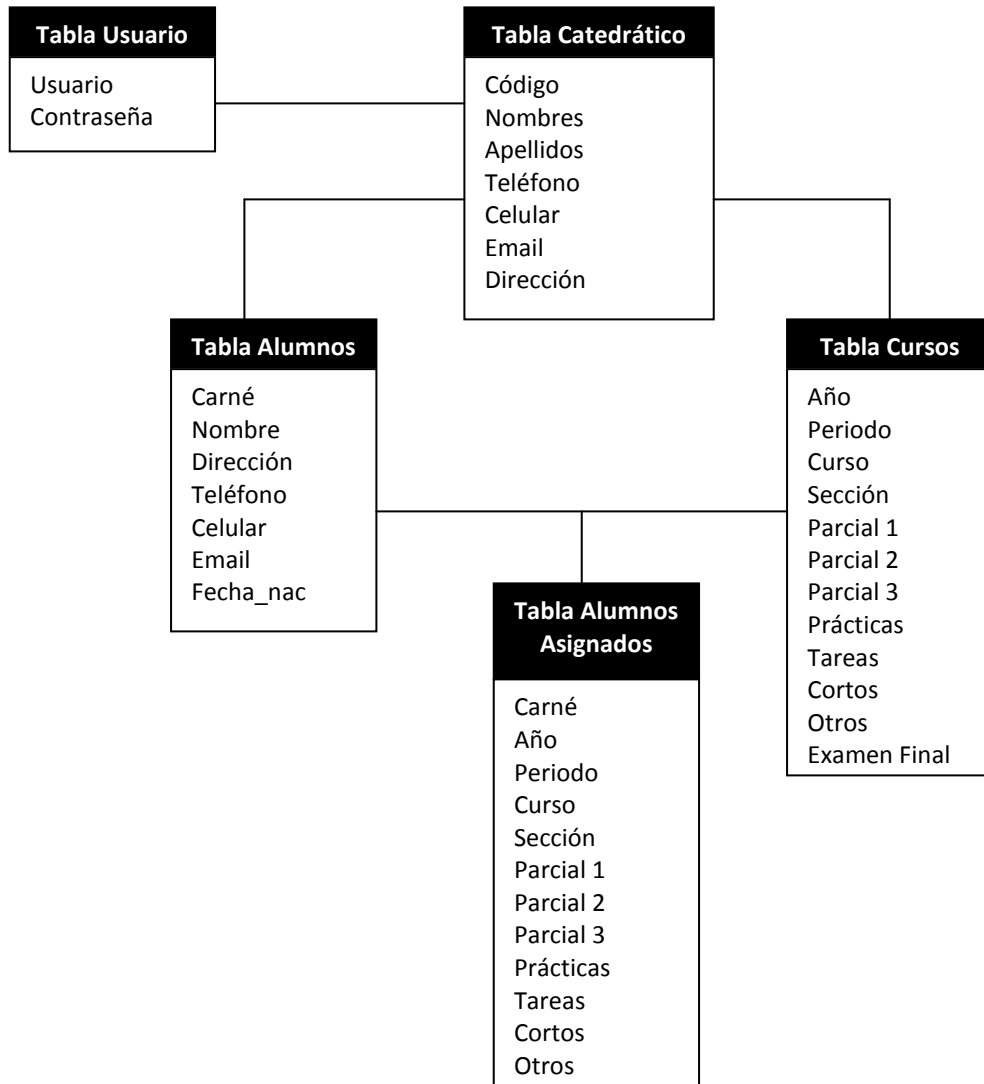 Tabla Usuario
Usuario
Contraseña
Tabla Catedrático
Código
Nombres
Apellidos
Teléfono
Celular
Email
Dirección
Tabla Alumnos
Carné
Nombre
Dirección
Teléfono
Celular
Email
Fecha_nac
Tabla Cursos
Año
Periodo
Curso
Sección
Parcial 1
Parcial 2
Parcial 3
Prácticas
Tareas
Cortos
Otros
Examen Final
Tabla Alumnos
Asignados
Carné
Año
Periodo
Curso
Sección
Parcial 1
Parcial 2
Parcial 3
Prácticas
Tareas
Cortos
Otros